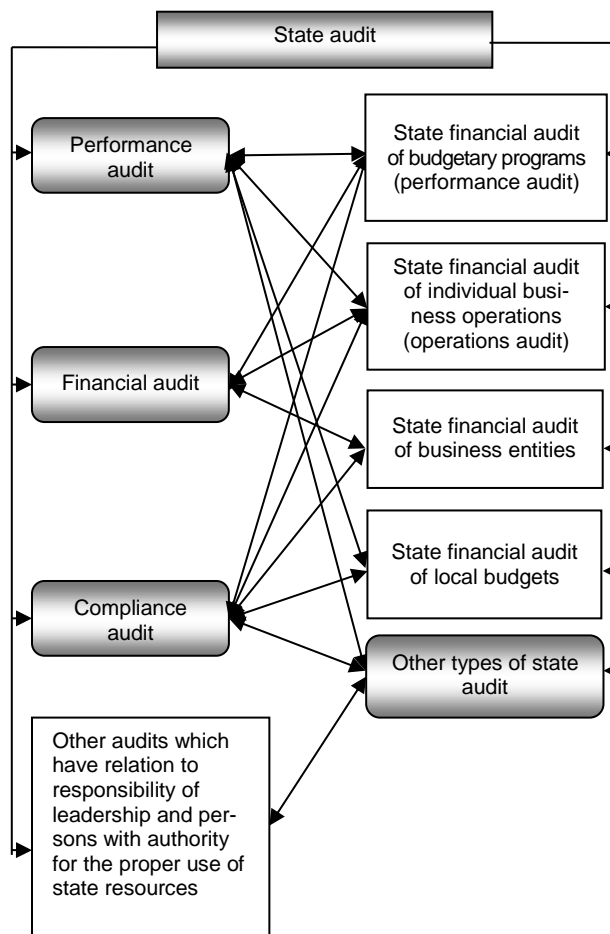 State audit
Performance
audit
State financial audit
of budgetary programs
(performance audit)
State financial audit
of individual busi-
ness operations
(operations audit)
Financial audit
State financial audit
of business entities
State financial audit
of local budgets
Compliance
audit
Other types of state
audit
Other audits which
have relation to
responsibility of
leadership and per-
sons with authority
for the proper use of
state resources